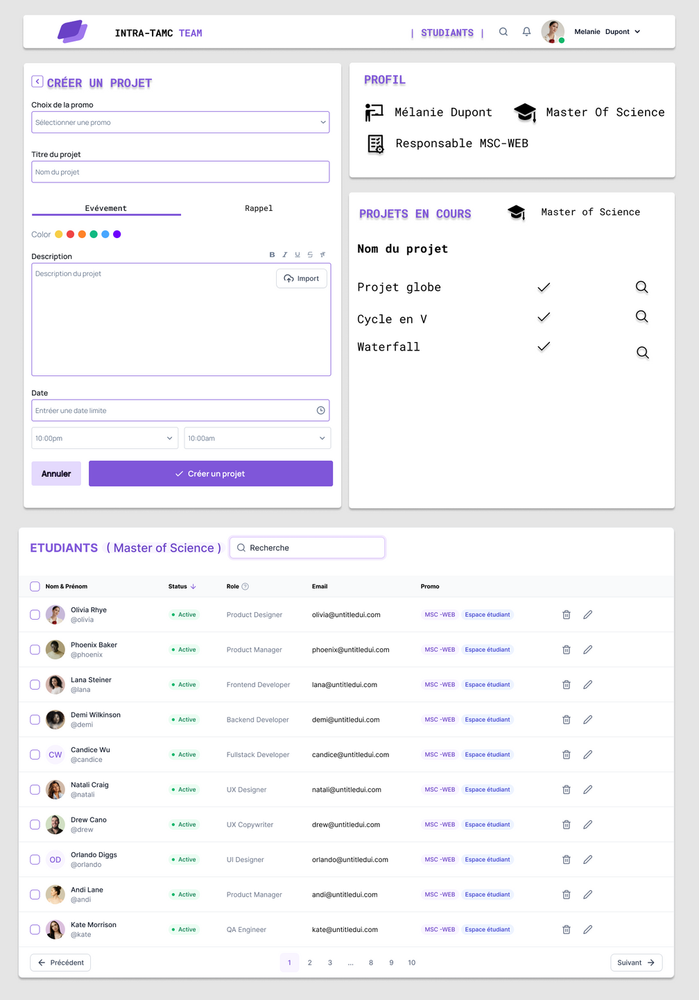 INTRA-TAMC TEAM
| STUDIANTS |
Melanie Dupont
CRÉER UN PROJET
Choix de la promo
Sélectionner une promo
Titre du projet
Nom du projet
Evévement Rappel
Color
Description
B I U S T
Description du projet
Import
Date
Entréer une date limite
10:00pm 10:00am
Annuler
Créer un projet
PROFIL
Mélanie Dupont Master Of Science
Responsable MSC-WEB
PROJETS EN COURS Master of Science
Nom du projet
Projet globe
Cycle en V
Waterfall
ETUDIANTS ( Master of Science ) Recherche
Nom & Prénom Status Role Email Promo
Olivia Rhye
@olivia
Active Product Designer olivia@untitledui.com MSC -WEB Espace étudiant
Phoenix Baker
@phoenix
Active Product Manager phoenix@untitledui.com MSC -WEB Espace étudiant
Lana Steiner
@lana
Active Frontend Developer lana@untitledui.com MSC -WEB Espace étudiant
Demi Wilkinson
@demi
Active Backend Developer demi@untitledui.com MSC -WEB Espace étudiant
CW
Candice Wu
@candice
Active Fullstack Developer candice@untitledui.com MSC -WEB Espace étudiant
Natali Craig
@natali
Active UX Designer natali@untitledui.com MSC -WEB Espace étudiant
Drew Cano
@drew
Active UX Copywriter drew@untitledui.com MSC -WEB Espace étudiant
OD
Orlando Diggs
@orlando
Active UI Designer orlando@untitledui.com MSC -WEB Espace étudiant
Andi Lane
@andi
Active Product Manager andi@untitledui.com MSC -WEB Espace étudiant
Kate Morrison
@kate
Active QA Engineer kate@untitledui.com MSC -WEB Espace étudiant
Précédent 1 2 3 ... 8 9 10 Suivant